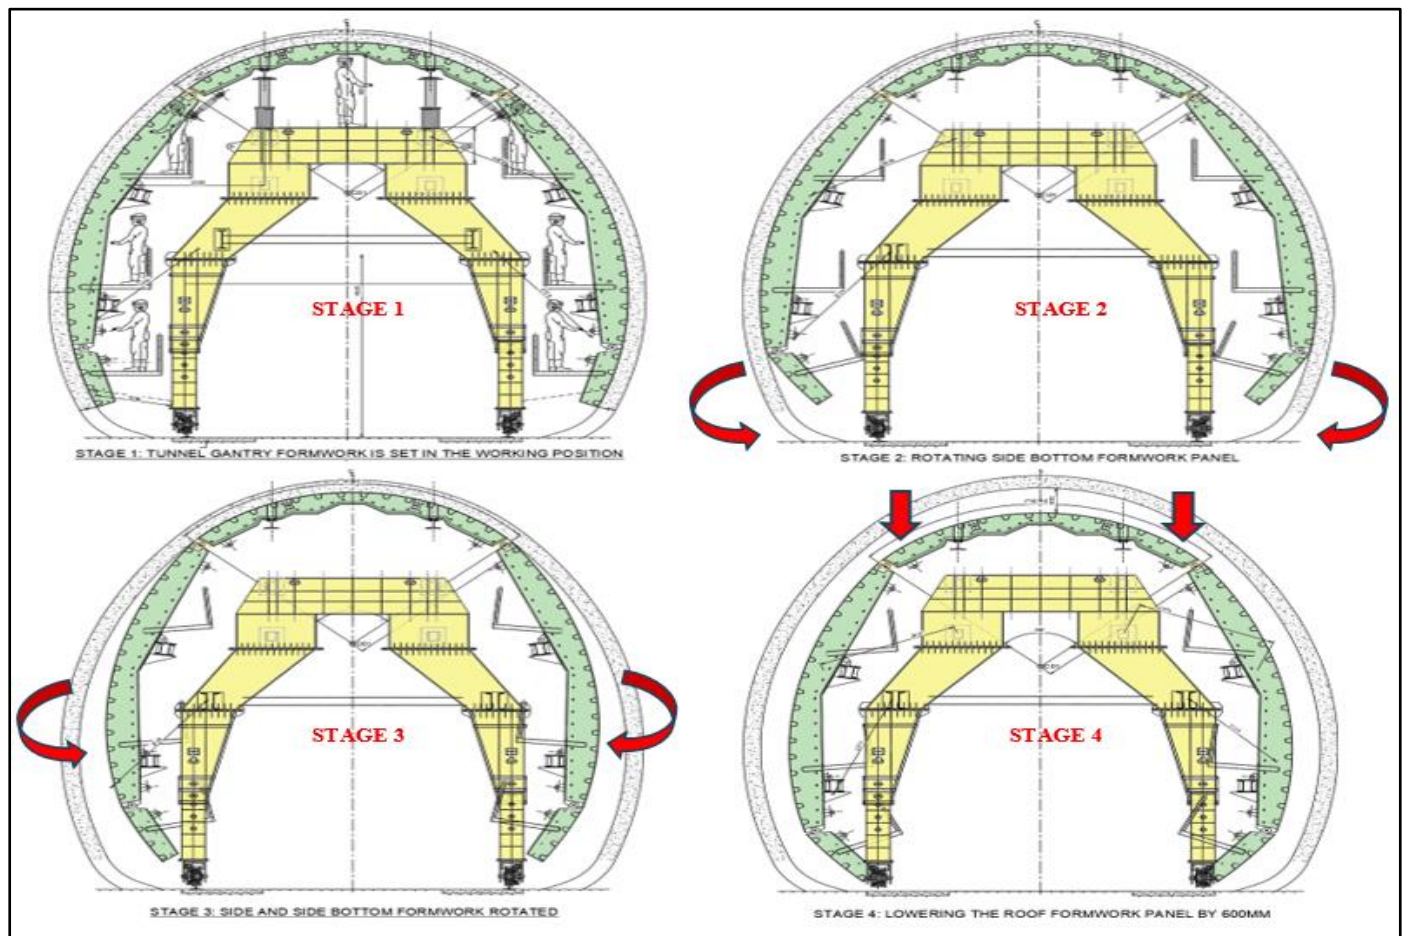 STAGE 1
STAGE 1: TUNNEL GANTRY FORMWORK IS SET IN THE WORKING POSITION
STAGE 2
STAGE 2: ROTATING SIDE BOTTOM FORMWORK PANEL
STAGE 3
STAGE 3: SIDE AND SIDE BOTTOM FORMWORK ROTATED
STAGE 4
STAGE 4: LOWERING THE ROOF FORMWORK PANEL BY 600MM